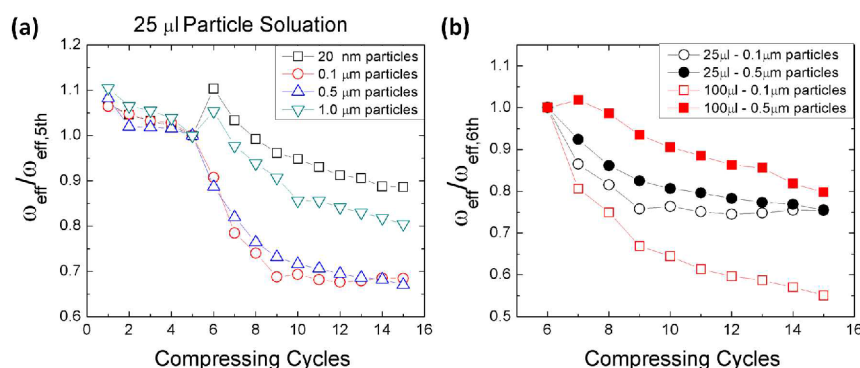 (a)
25 μl Particle Soluation
ω_eff/ω_eff,5th
1.2
1.1
1.0
0.9
0.8
0.7
0.6
0 2 4 6 8 10 12 14 16
Compressing Cycles
20 nm particles
0.1 μm particles
0.5 μm particles
1.0 μm particles
(b)
ω_eff/ω_eff,6th
1.1
1.0
0.9
0.8
0.7
0.6
0.5
4 6 8 10 12 14 16
Compressing Cycles
25μl - 0.1μm particles
25μl - 0.5μm particles
100μl - 0.1μm particles
100μl - 0.5μm particles